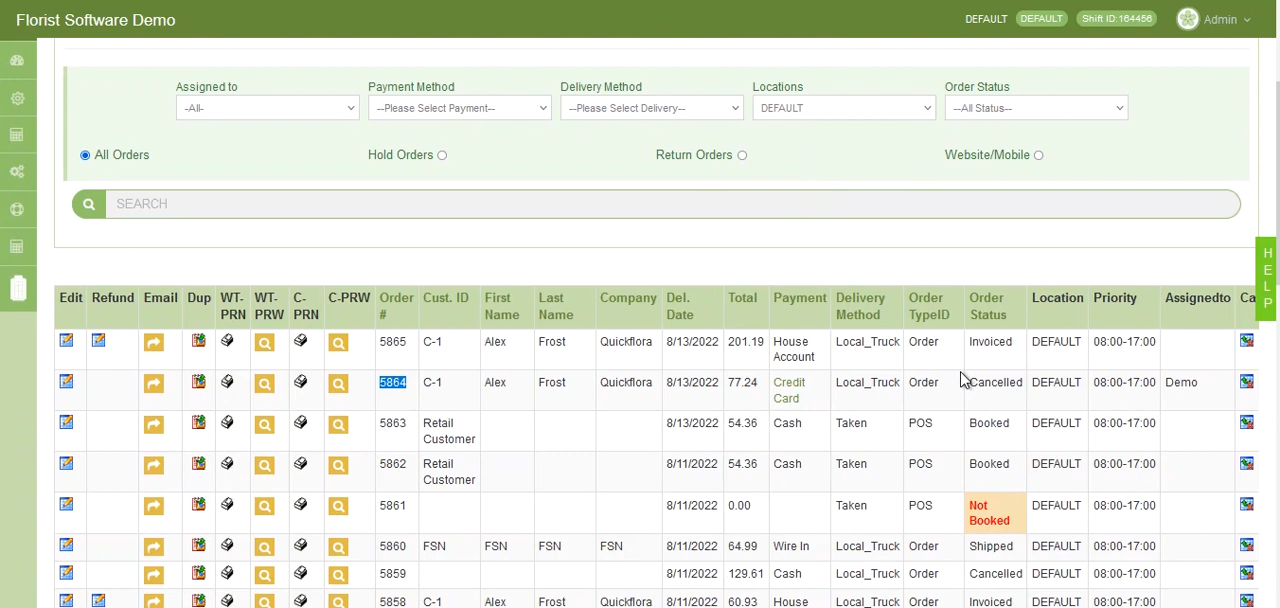 Florist Software Demo DEFAULT DEFAULT Shift ID:164456 Admin
Assigned to Payment Method Delivery Method Locations Order Status
-All- --Please Select Payment-- --Please Select Delivery-- DEFAULT --All Status--
All Orders Hold Orders Return Orders Website/Mobile
SEARCH
HELP
Edit Refund Email Dup WT- WT- C- C-PRW Order Cust. ID First Last Company Del. Total Payment Delivery Order Order Location Priority Assignedto Ca
PRN PRW PRN # Name Name Date Method TypeID Status
5865 C-1 Alex Frost Quickflora 8/13/2022 201.19 House Local_Truck Order Invoiced DEFAULT 08:00-17:00
Account
5864 C-1 Alex Frost Quickflora 8/13/2022 77.24 Credit Local_Truck Order Cancelled DEFAULT 08:00-17:00 Demo
Card
5863 Retail 8/13/2022 54.36 Cash Taken POS Booked DEFAULT 08:00-17:00
Customer
5862 Retail 8/11/2022 54.36 Cash Taken POS Booked DEFAULT 08:00-17:00
Customer
5861 8/11/2022 0.00 Taken POS Not DEFAULT 08:00-17:00
Booked
5860 FSN FSN FSN FSN 8/11/2022 64.99 Wire In Local_Truck Order Shipped DEFAULT 08:00-17:00
5859 8/11/2022 129.61 Cash Local_Truck Order Cancelled DEFAULT 08:00-17:00
5858 C-1 Alex Frost Quickflora 8/11/2022 60.93 House Local_Truck Order Invoiced DEFAULT 08:00-17:00